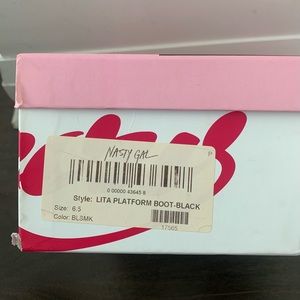 NASTY GAL
0 00000 43645 8
Style: LITA PLATFORM BOOT-BLACK
Size: 6.5
Color: BLSMK
17565